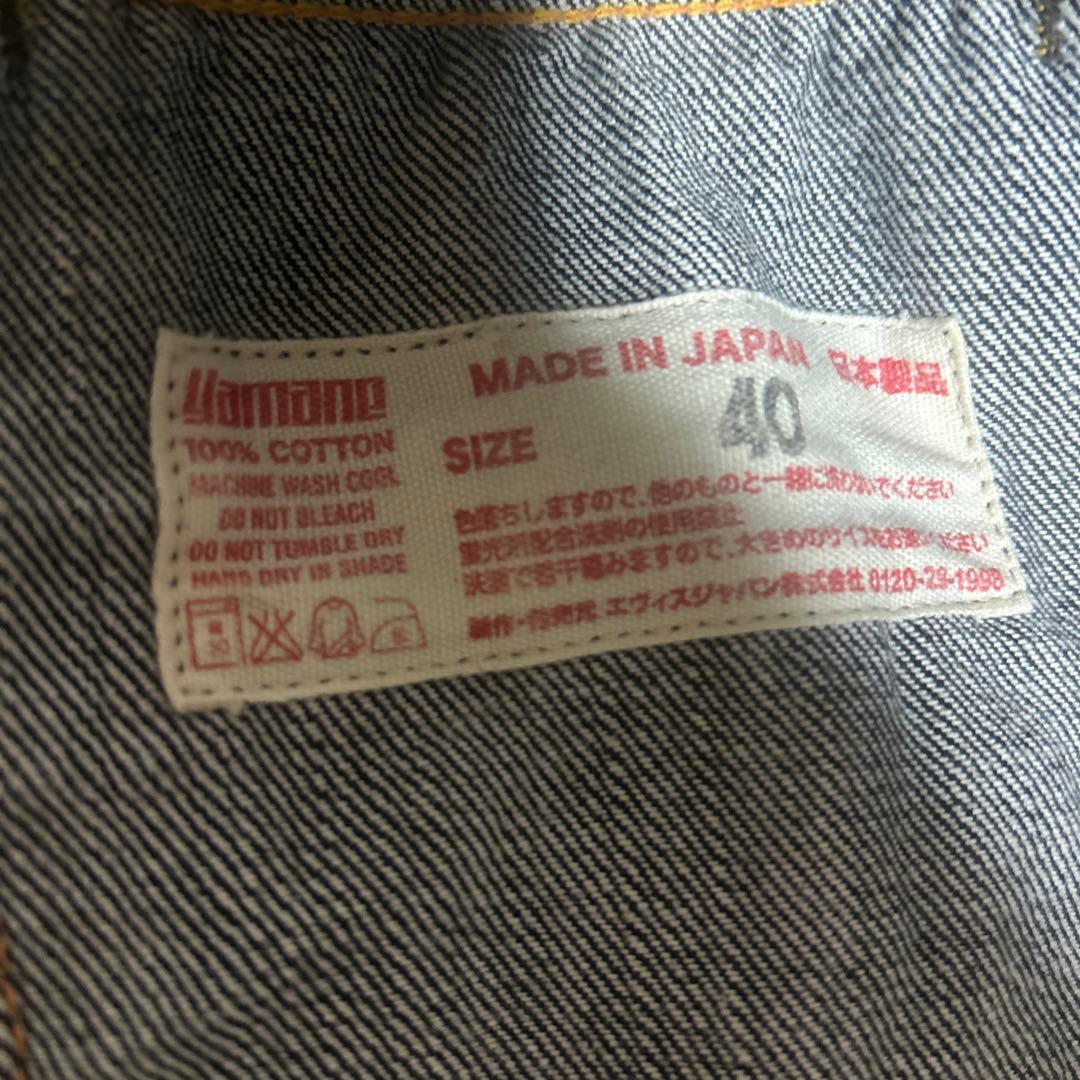 Yamane
100% COTTON
MACHINE WASH COOL
DO NOT BLEACH
DO NOT TUMBLE DRY
HAND DRY IN SHADE
30
MADE IN JAPAN 日本製品
SIZE 40
色落ちしますので、他のものと一緒に洗わないでください
蛍光剤配合洗剤の使用禁止
洗濯で若干縮みますので、大きめのサイズをお選びください
製作・発売元 エヴィスジャパン株式会社 0120-29-1998